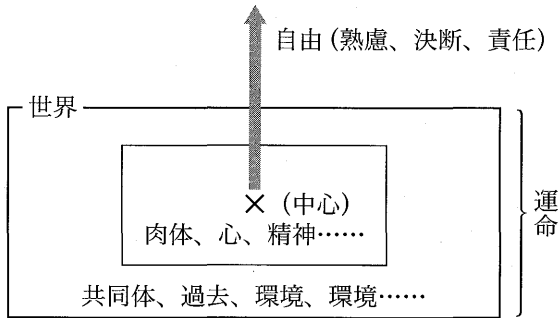 自由(熟慮、決断、責任)
世界
×(中心)
肉体、心、精神……
共同体、過去、環境、環境……
運命